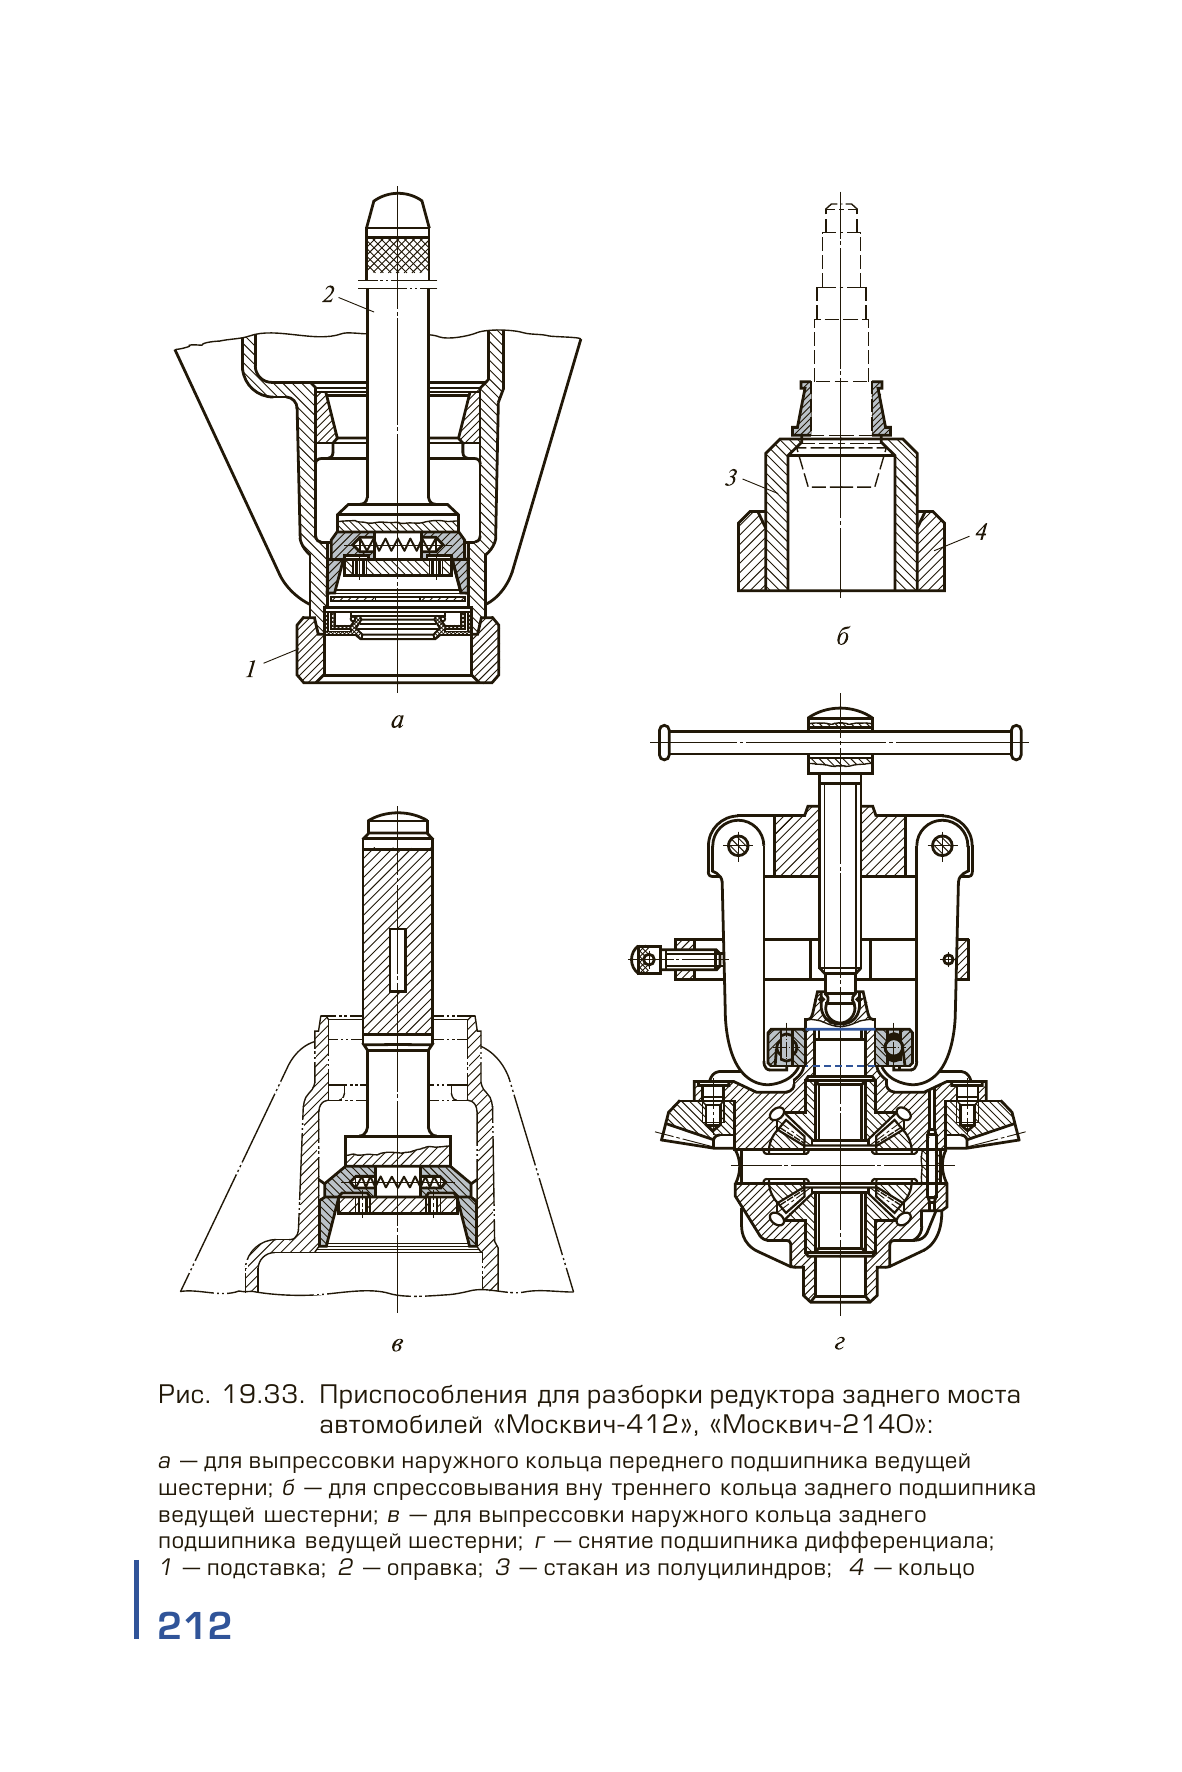 2
1
а
3
4
б
в
г
Рис. 19.33. Приспособления для разборки редуктора заднего моста
автомобилей «Москвич-412», «Москвич-2140»:
а — для выпрессовки наружного кольца переднего подшипника ведущей
шестерни; б — для спрессовывания вну треннего кольца заднего подшипника
ведущей шестерни; в — для выпрессовки наружного кольца заднего
подшипника ведущей шестерни; г — снятие подшипника дифференциала;
1 — подставка; 2 — оправка; 3 — стакан из полуцилиндров; 4 — кольцо
212